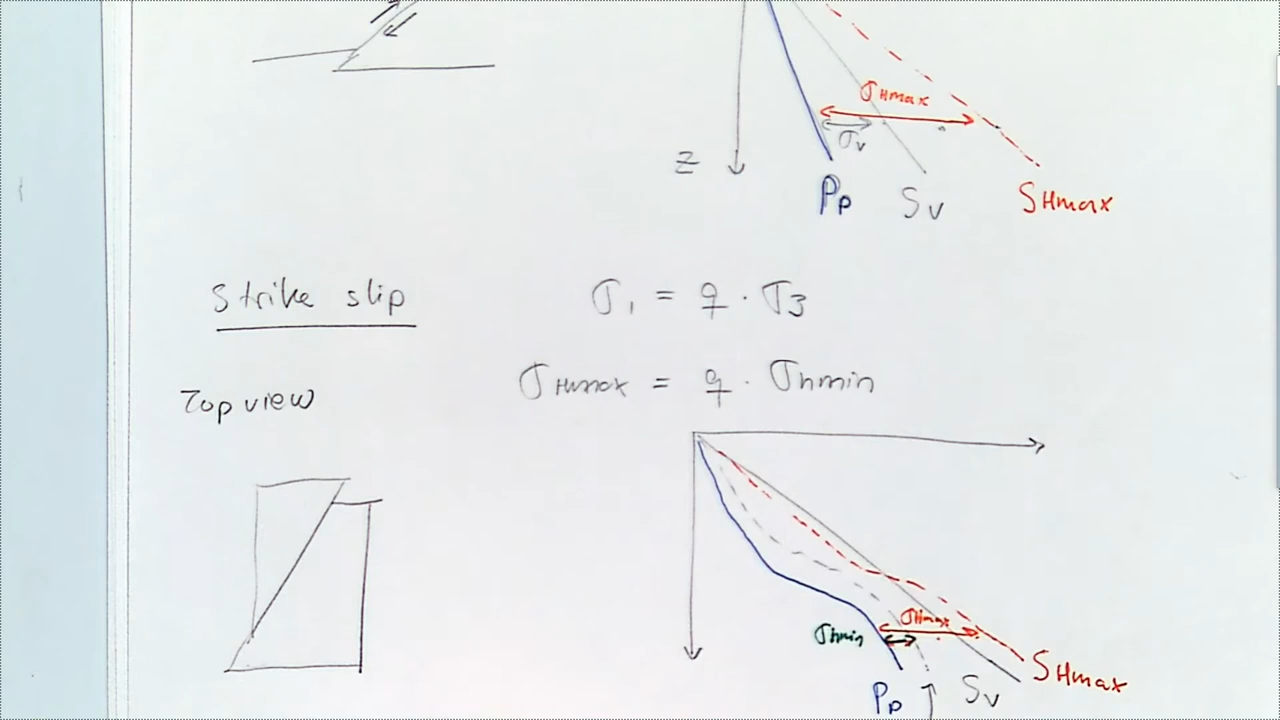 σHmax
σv
z
Pp Sv SHmax
Strike slip
σ1 = q · σ3
Top view
σHmax = q · σhmin
σHmax
σhmin
SHmax
Pp Sv